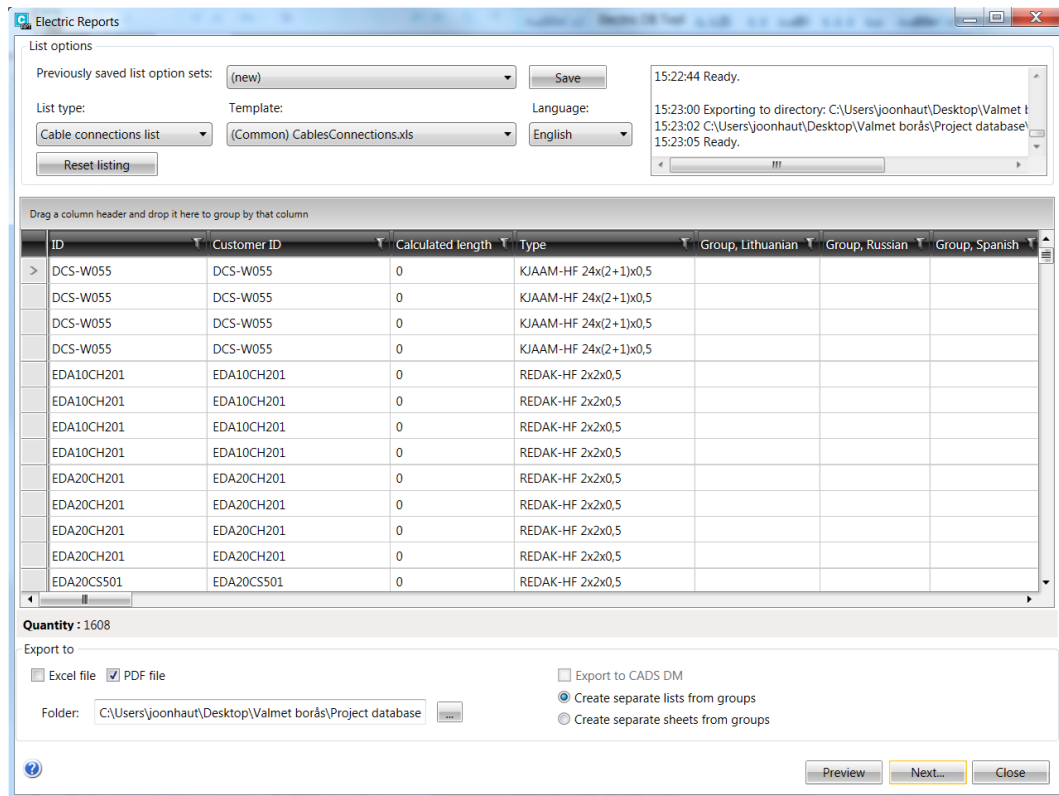 Electric Reports
List options
Previously saved list option sets: (new) Save
List type: Template: Language:
Cable connections list (Common) CablesConnections.xls English
Reset listing
15:22:44 Ready.
15:23:00 Exporting to directory: C:\Users\joonhaut\Desktop\Valmet
15:23:02 C:\Users\joonhaut\Desktop\Valmet borås\Project database\
15:23:05 Ready.
Drag a column header and drop it here to group by that column
ID Customer ID Calculated length Type Group, Lithuanian Group, Russian Group, Spanish
DCS-W055 DCS-W055 0 KJAAM-HF 24x(2+1)x0,5
DCS-W055 DCS-W055 0 KJAAM-HF 24x(2+1)x0,5
DCS-W055 DCS-W055 0 KJAAM-HF 24x(2+1)x0,5
DCS-W055 DCS-W055 0 KJAAM-HF 24x(2+1)x0,5
EDA10CH201 EDA10CH201 0 REDAK-HF 2x2x0,5
EDA10CH201 EDA10CH201 0 REDAK-HF 2x2x0,5
EDA10CH201 EDA10CH201 0 REDAK-HF 2x2x0,5
EDA10CH201 EDA10CH201 0 REDAK-HF 2x2x0,5
EDA20CH201 EDA20CH201 0 REDAK-HF 2x2x0,5
EDA20CH201 EDA20CH201 0 REDAK-HF 2x2x0,5
EDA20CH201 EDA20CH201 0 REDAK-HF 2x2x0,5
EDA20CH201 EDA20CH201 0 REDAK-HF 2x2x0,5
EDA20CS501 EDA20CS501 0 REDAK-HF 2x2x0,5
Quantity : 1608
Export to
Excel file PDF file Export to CADS DM
Create separate lists from groups
Folder: C:\Users\joonhaut\Desktop\Valmet borås\Project database ...
Create separate sheets from groups
Preview Next... Close